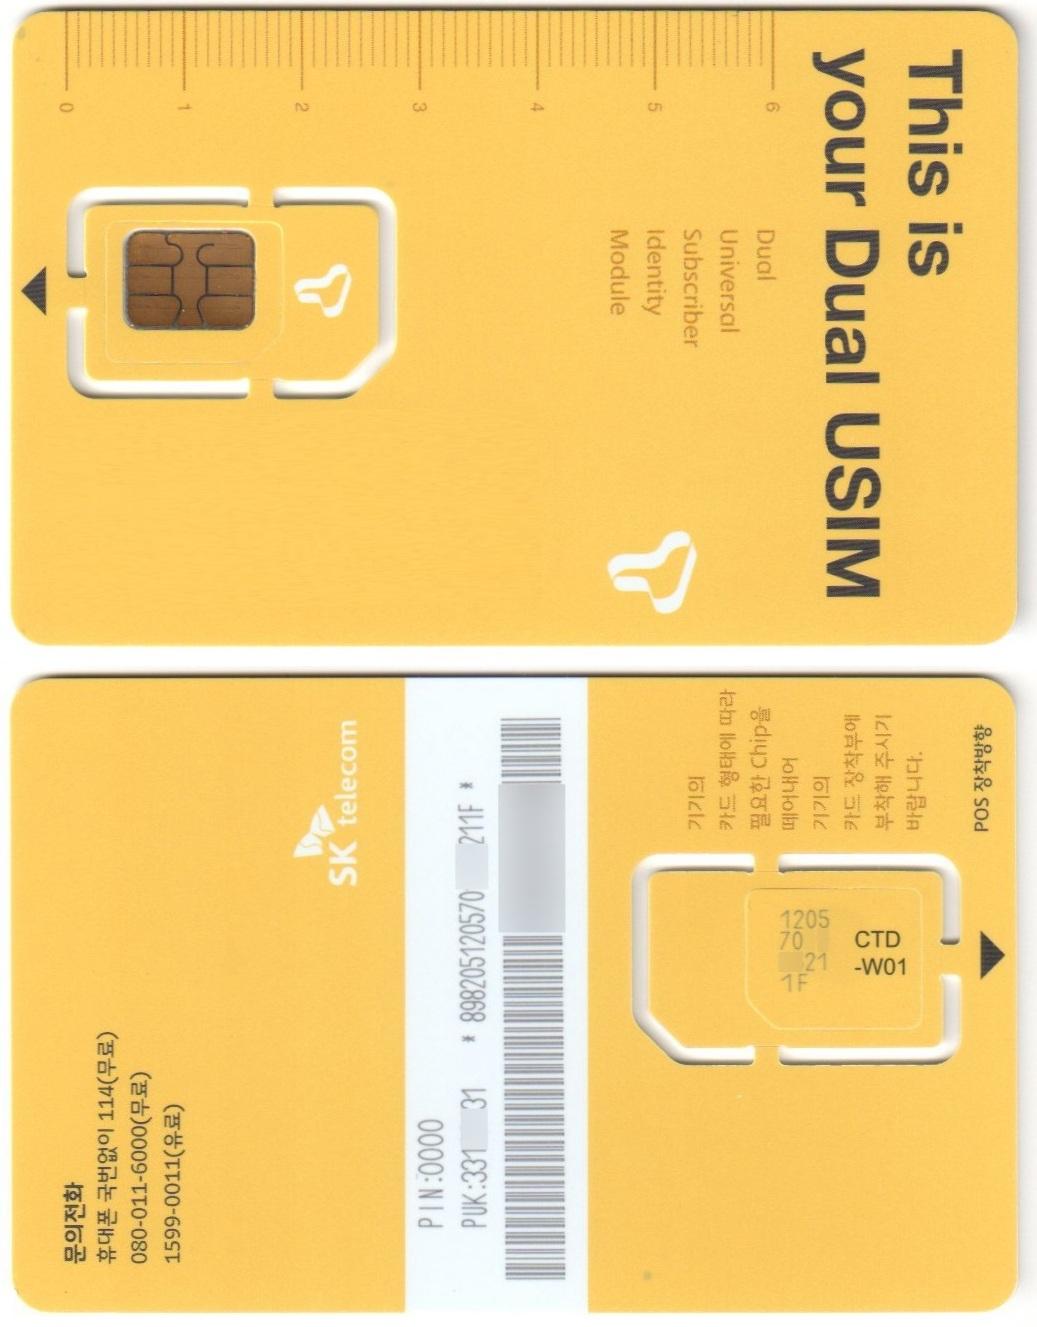 This is
your Dual USIM
Dual
Universal
Subscriber
Identity
Module
0 1 2 3 4 5 6
SK telecom
문의전화
휴대폰 국번없이 114(무료)
080-011-6000(무료)
1599-0011(유료)
PIN:0000
PUK:331 31 * 898205120570 211F *
기기의
카드 형태에 따라
필요한 Chip을
떼어내어
기기의
카드 장착부에
부착해 주시기
바랍니다.
POS 장착방향
1205
70
21
1F
CTD
-W01